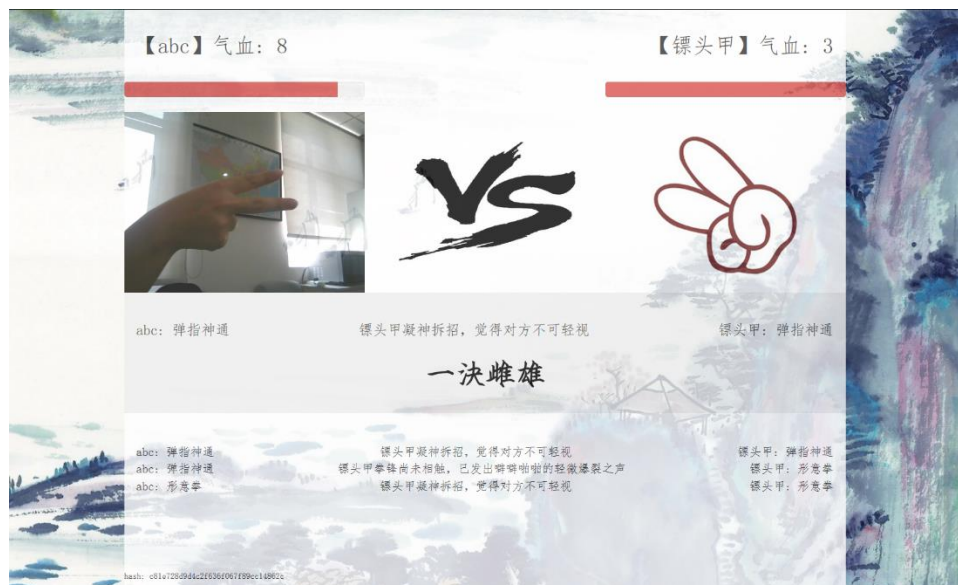 【abc】气血: 8
【镖头甲】气血: 3
VS
abc: 弹指神通
镖头甲凝神拆招, 觉得对方不可轻视
镖头甲: 弹指神通
一决雌雄
abc: 弹指神通 镖头甲凝神拆招, 觉得对方不可轻视 镖头甲: 弹指神通
abc: 弹指神通 镖头甲拳锋尚未相触, 已发出噼噼啪啪的轻微爆裂之声 镖头甲: 形意拳
abc: 形意拳 镖头甲凝神拆招, 觉得对方不可轻视 镖头甲: 形意拳
hash: